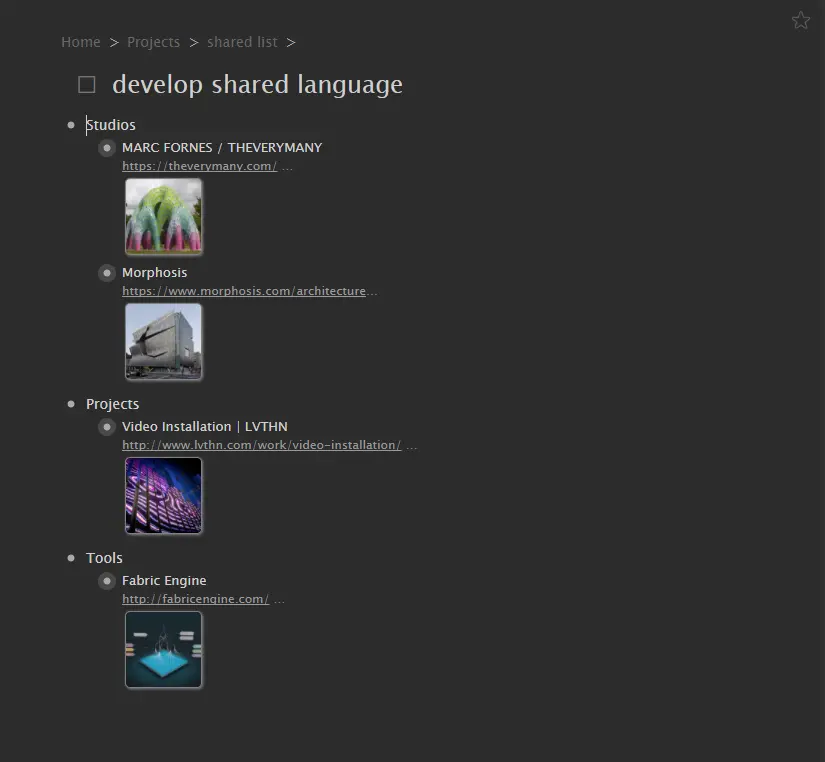 Home > Projects > shared list >
develop shared language
Studios
MARC FORNES / THEVERYMANY
https://theverymany.com/ ...
Morphosis
https://www.morphosis.com/architecture...
Projects
Video Installation | LVTHN
http://www.lvthn.com/work/video-installation/ ...
Tools
Fabric Engine
http://fabricengine.com/ ...